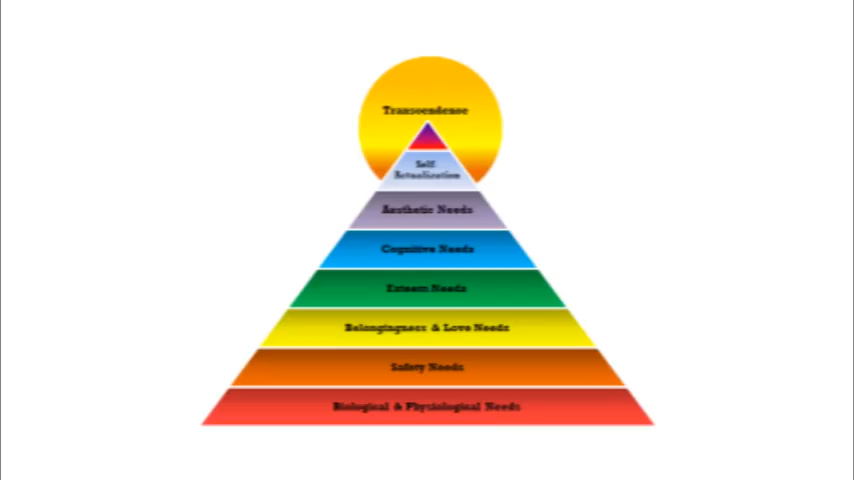 Transcendence
Self
Actualization
Aesthetic Needs
Cognitive Needs
Esteem Needs
Belongingness & Love Needs
Safety Needs
Biological & Physiological Needs